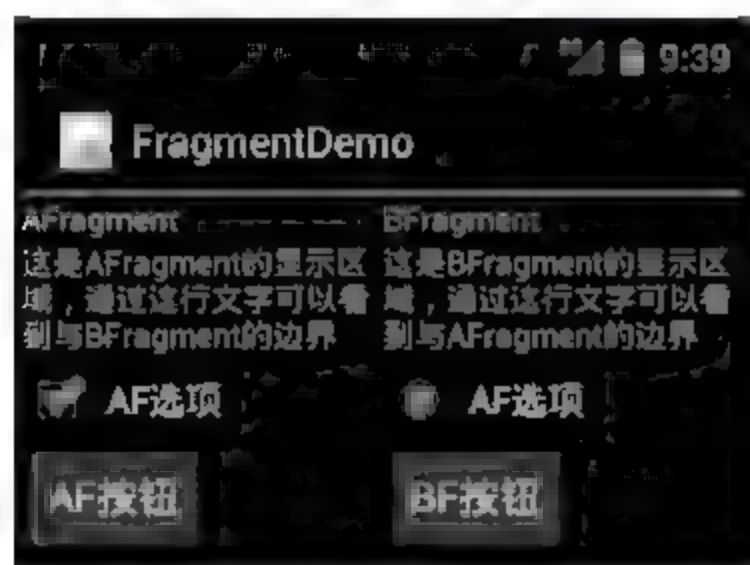 9:39
FragmentDemo
AFragment
这是AFragment的显示区
域，通过这行文字可以看
到与BFragment的边界
AF选项
AF按钮
BFragment
这是BFragment的显示区
域，通过这行文字可以看
到与AFragment的边界
AF选项
BF按钮